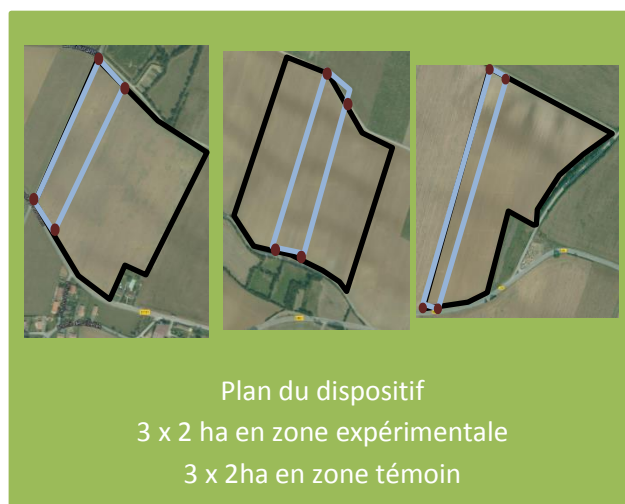 Plan du dispositif
3 x 2 ha en zone expérimentale
3 x 2ha en zone témoin